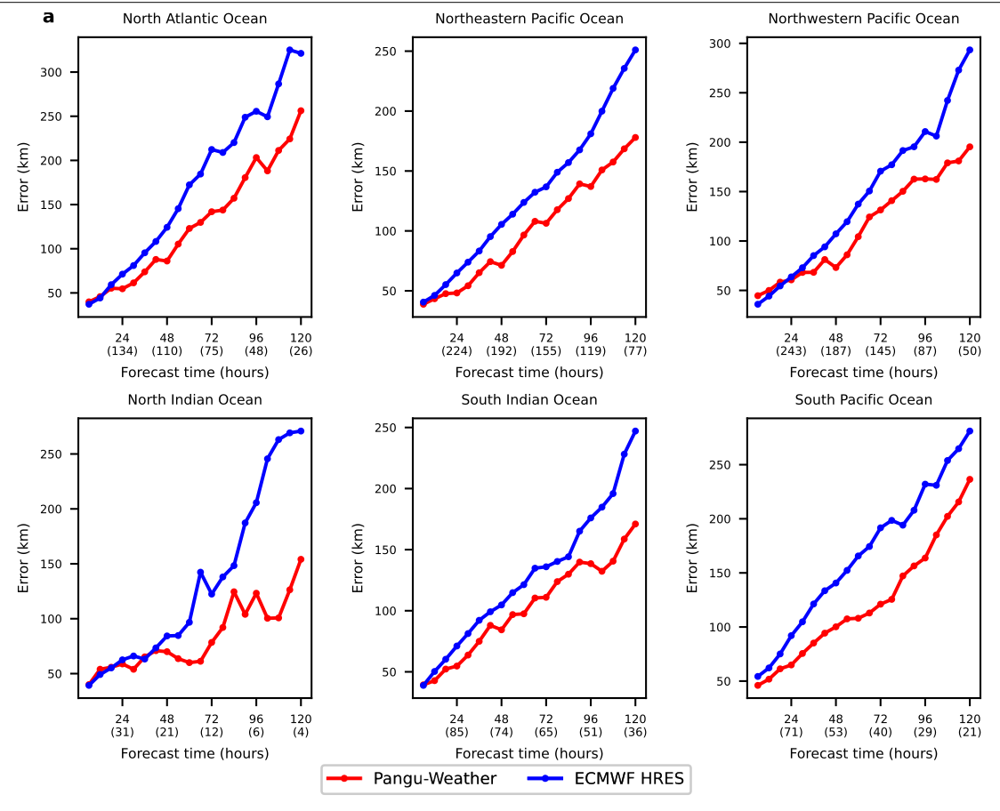 a
North Atlantic Ocean
Northeastern Pacific Ocean
Northwestern Pacific Ocean
Error (km)
300
250
200
150
100
50
24 48 72 96 120
(134) (110) (75) (48) (26)
Forecast time (hours)
Error (km)
250
200
150
100
50
24 48 72 96 120
(224) (192) (155) (119) (77)
Forecast time (hours)
Error (km)
300
250
200
150
100
50
24 48 72 96 120
(243) (187) (145) (87) (50)
Forecast time (hours)
North Indian Ocean
South Indian Ocean
South Pacific Ocean
Error (km)
250
200
150
100
50
24 48 72 96 120
(31) (21) (12) (6) (4)
Forecast time (hours)
Error (km)
250
200
150
100
50
24 48 72 96 120
(85) (74) (65) (51) (36)
Forecast time (hours)
Error (km)
250
200
150
100
50
24 48 72 96 120
(71) (53) (40) (29) (21)
Forecast time (hours)
Pangu-Weather ECMWF HRES